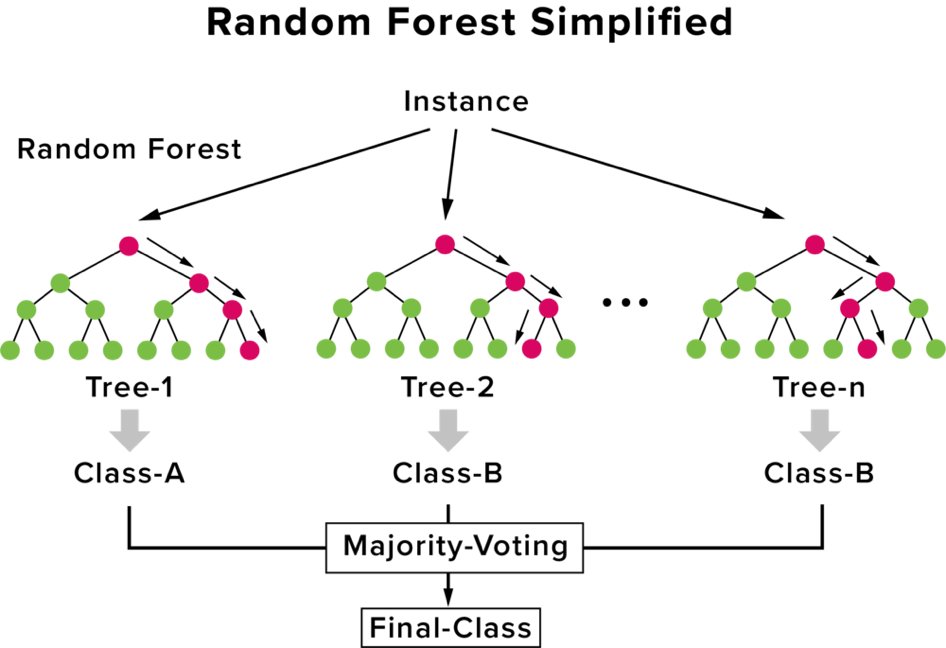 Random Forest Simplified
Instance
Random Forest
Tree-1
Tree-2
Tree-n
Class-A
Class-B
Class-B
Majority-Voting
Final-Class